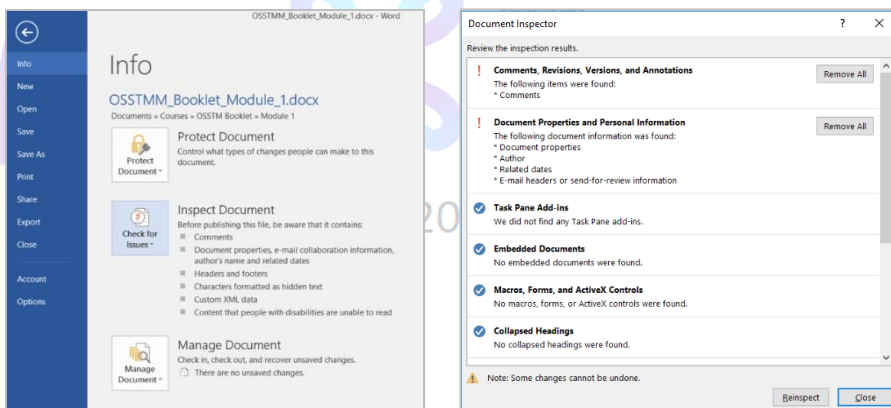 OSSTMM_Booklet_Module_1.docx - Word
Info
New
Open
Save
Save As
Print
Share
Export
Close
Account
Options
Info
OSSTMM_Booklet_Module_1.docx
Documents » Courses » OSSTM Booklet » Module 1
Protect Document
Control what types of changes people can make to this
document.
Protect
Document
Inspect Document
Before publishing this file, be aware that it contains:
Comments
Document properties, e-mail collaboration information,
author's name and related dates
Headers and footers
Characters formatted as hidden text
Custom XML data
Content that people with disabilities are unable to read
Check for
Issues
Manage Document
Check in, check out, and recover unsaved changes.
There are no unsaved changes.
Manage
Document
20
Document Inspector
? ×
Review the inspection results.
! Comments, Revisions, Versions, and Annotations
The following items were found:
* Comments
Remove All
! Document Properties and Personal Information
The following document information was found:
* Document properties
* Author
* Related dates
* E-mail headers or send-for-review information
Remove All
Task Pane Add-ins
We did not find any Task Pane add-ins.
Embedded Documents
No embedded documents were found.
Macros, Forms, and ActiveX Controls
No macros, forms, or ActiveX controls were found.
Collapsed Headings
No collapsed headings were found.
Note: Some changes cannot be undone.
Reinspect
Close